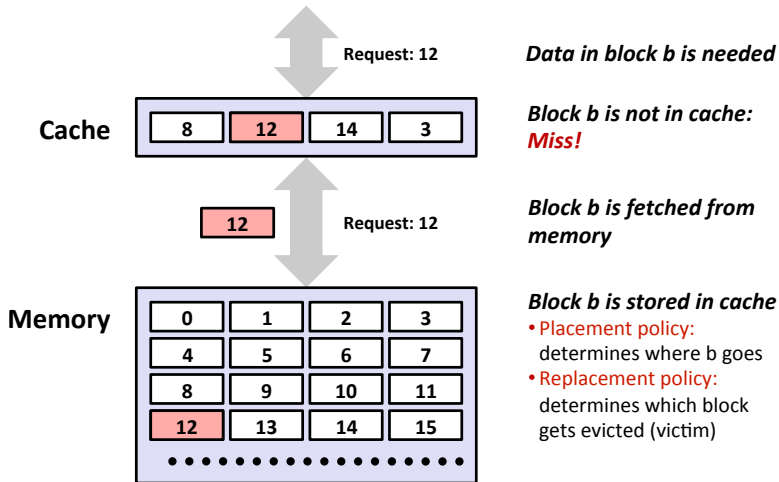 Request: 12
Data in block b is needed
Cache
8 12 14 3
Block b is not in cache:
Miss!
12
Request: 12
Block b is fetched from
memory
Memory
0 1 2 3
4 5 6 7
8 9 10 11
12 13 14 15
Block b is stored in cache
• Placement policy:
determines where b goes
• Replacement policy:
determines which block
gets evicted (victim)